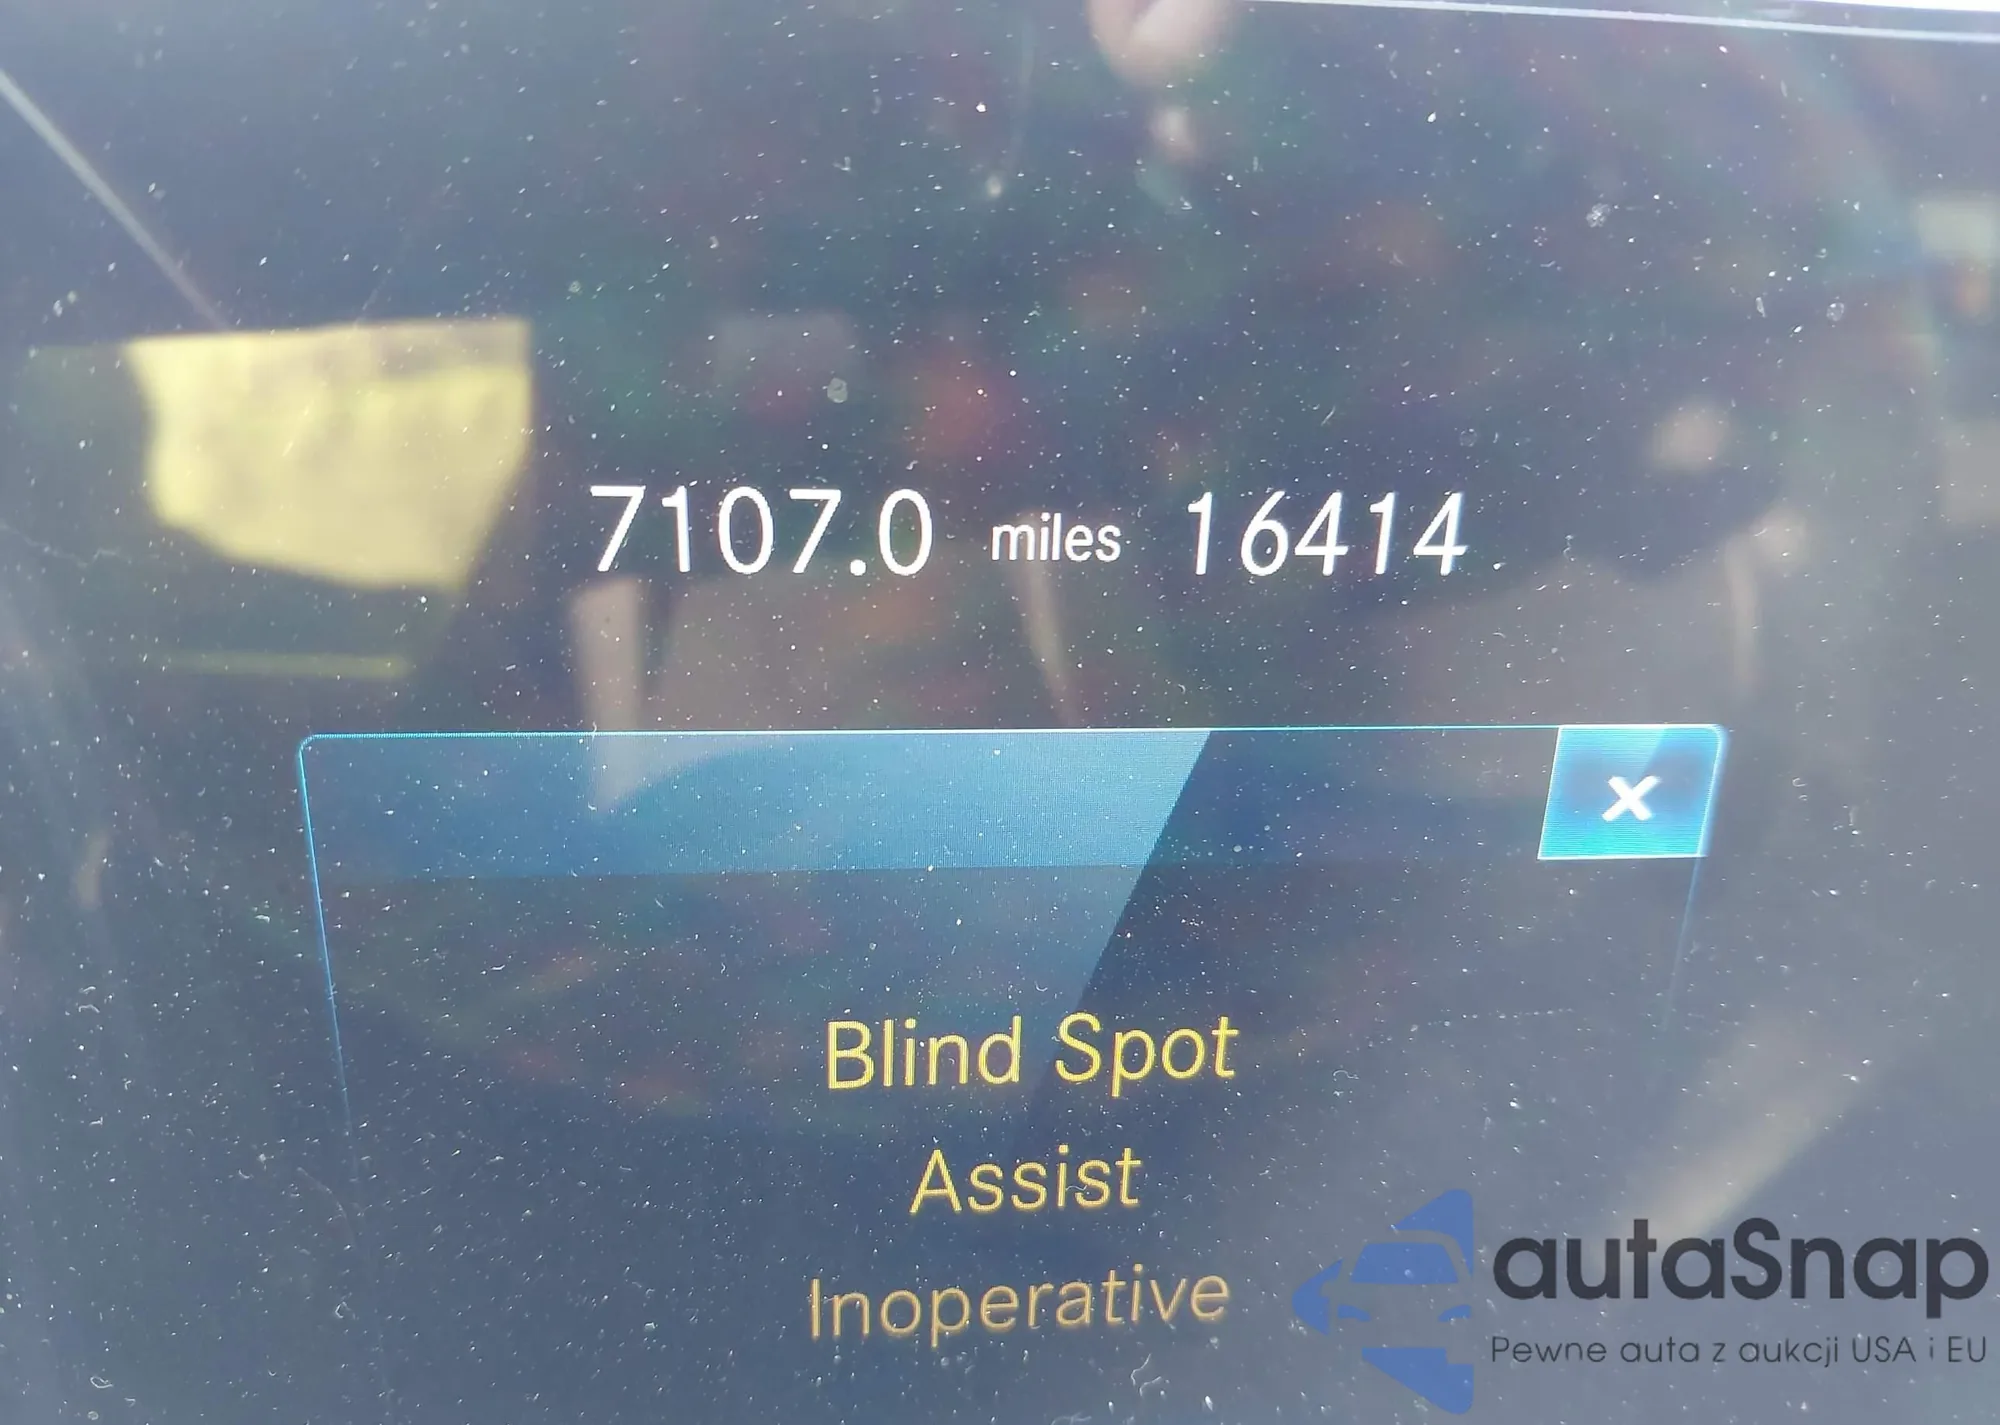 7107.0 miles 16414
Blind Spot
Assist
Inoperative
autaSnap
Pewne auta z aukcji USA i EU